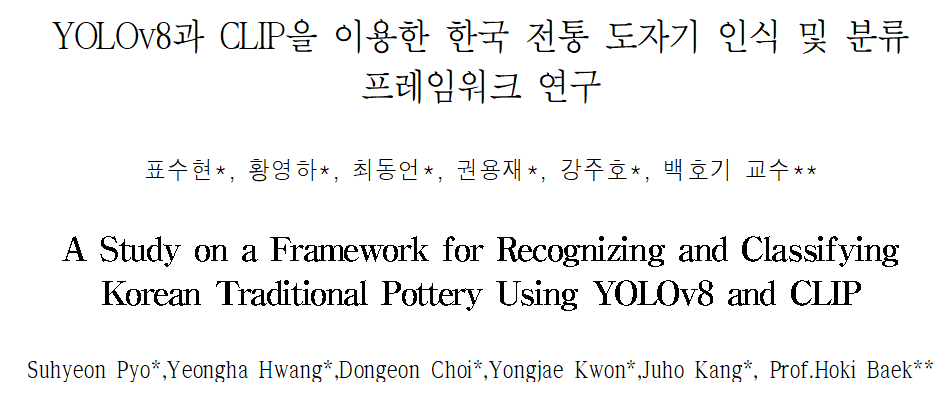 YOLOv8과 CLIP을 이용한 한국 전통 도자기 인식 및 분류
프레임워크 연구
표수현*, 황영하*, 최동언*, 권용재*, 강주호*, 백호기 교수**
A Study on a Framework for Recognizing and Classifying
Korean Traditional Pottery Using YOLOv8 and CLIP
Suhyeon Pyo*,Yeongha Hwang*,Dongeon Choi*,Yongjae Kwon*,Juho Kang*, Prof.Hoki Baek**